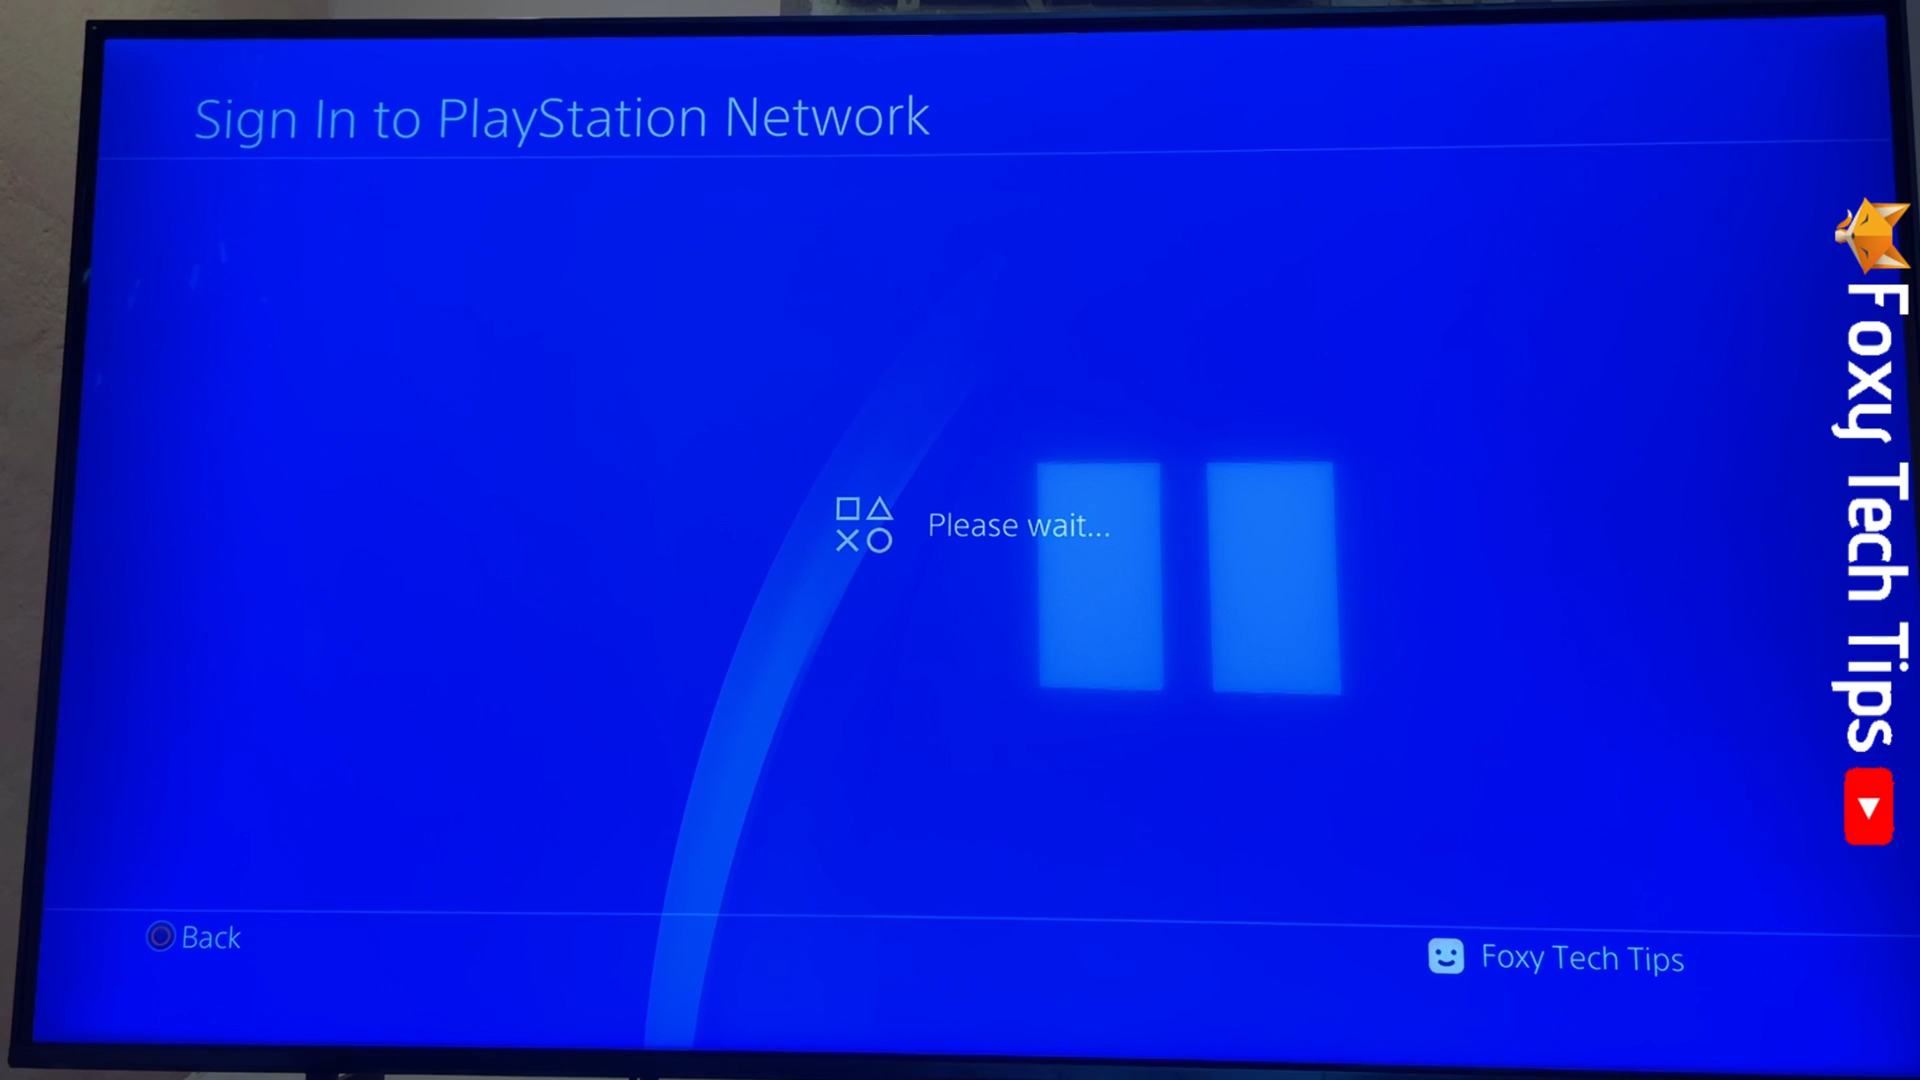 Sign In to PlayStation Network
Please wait...
Back
Foxy Tech Tips
Foxy Tech Tips